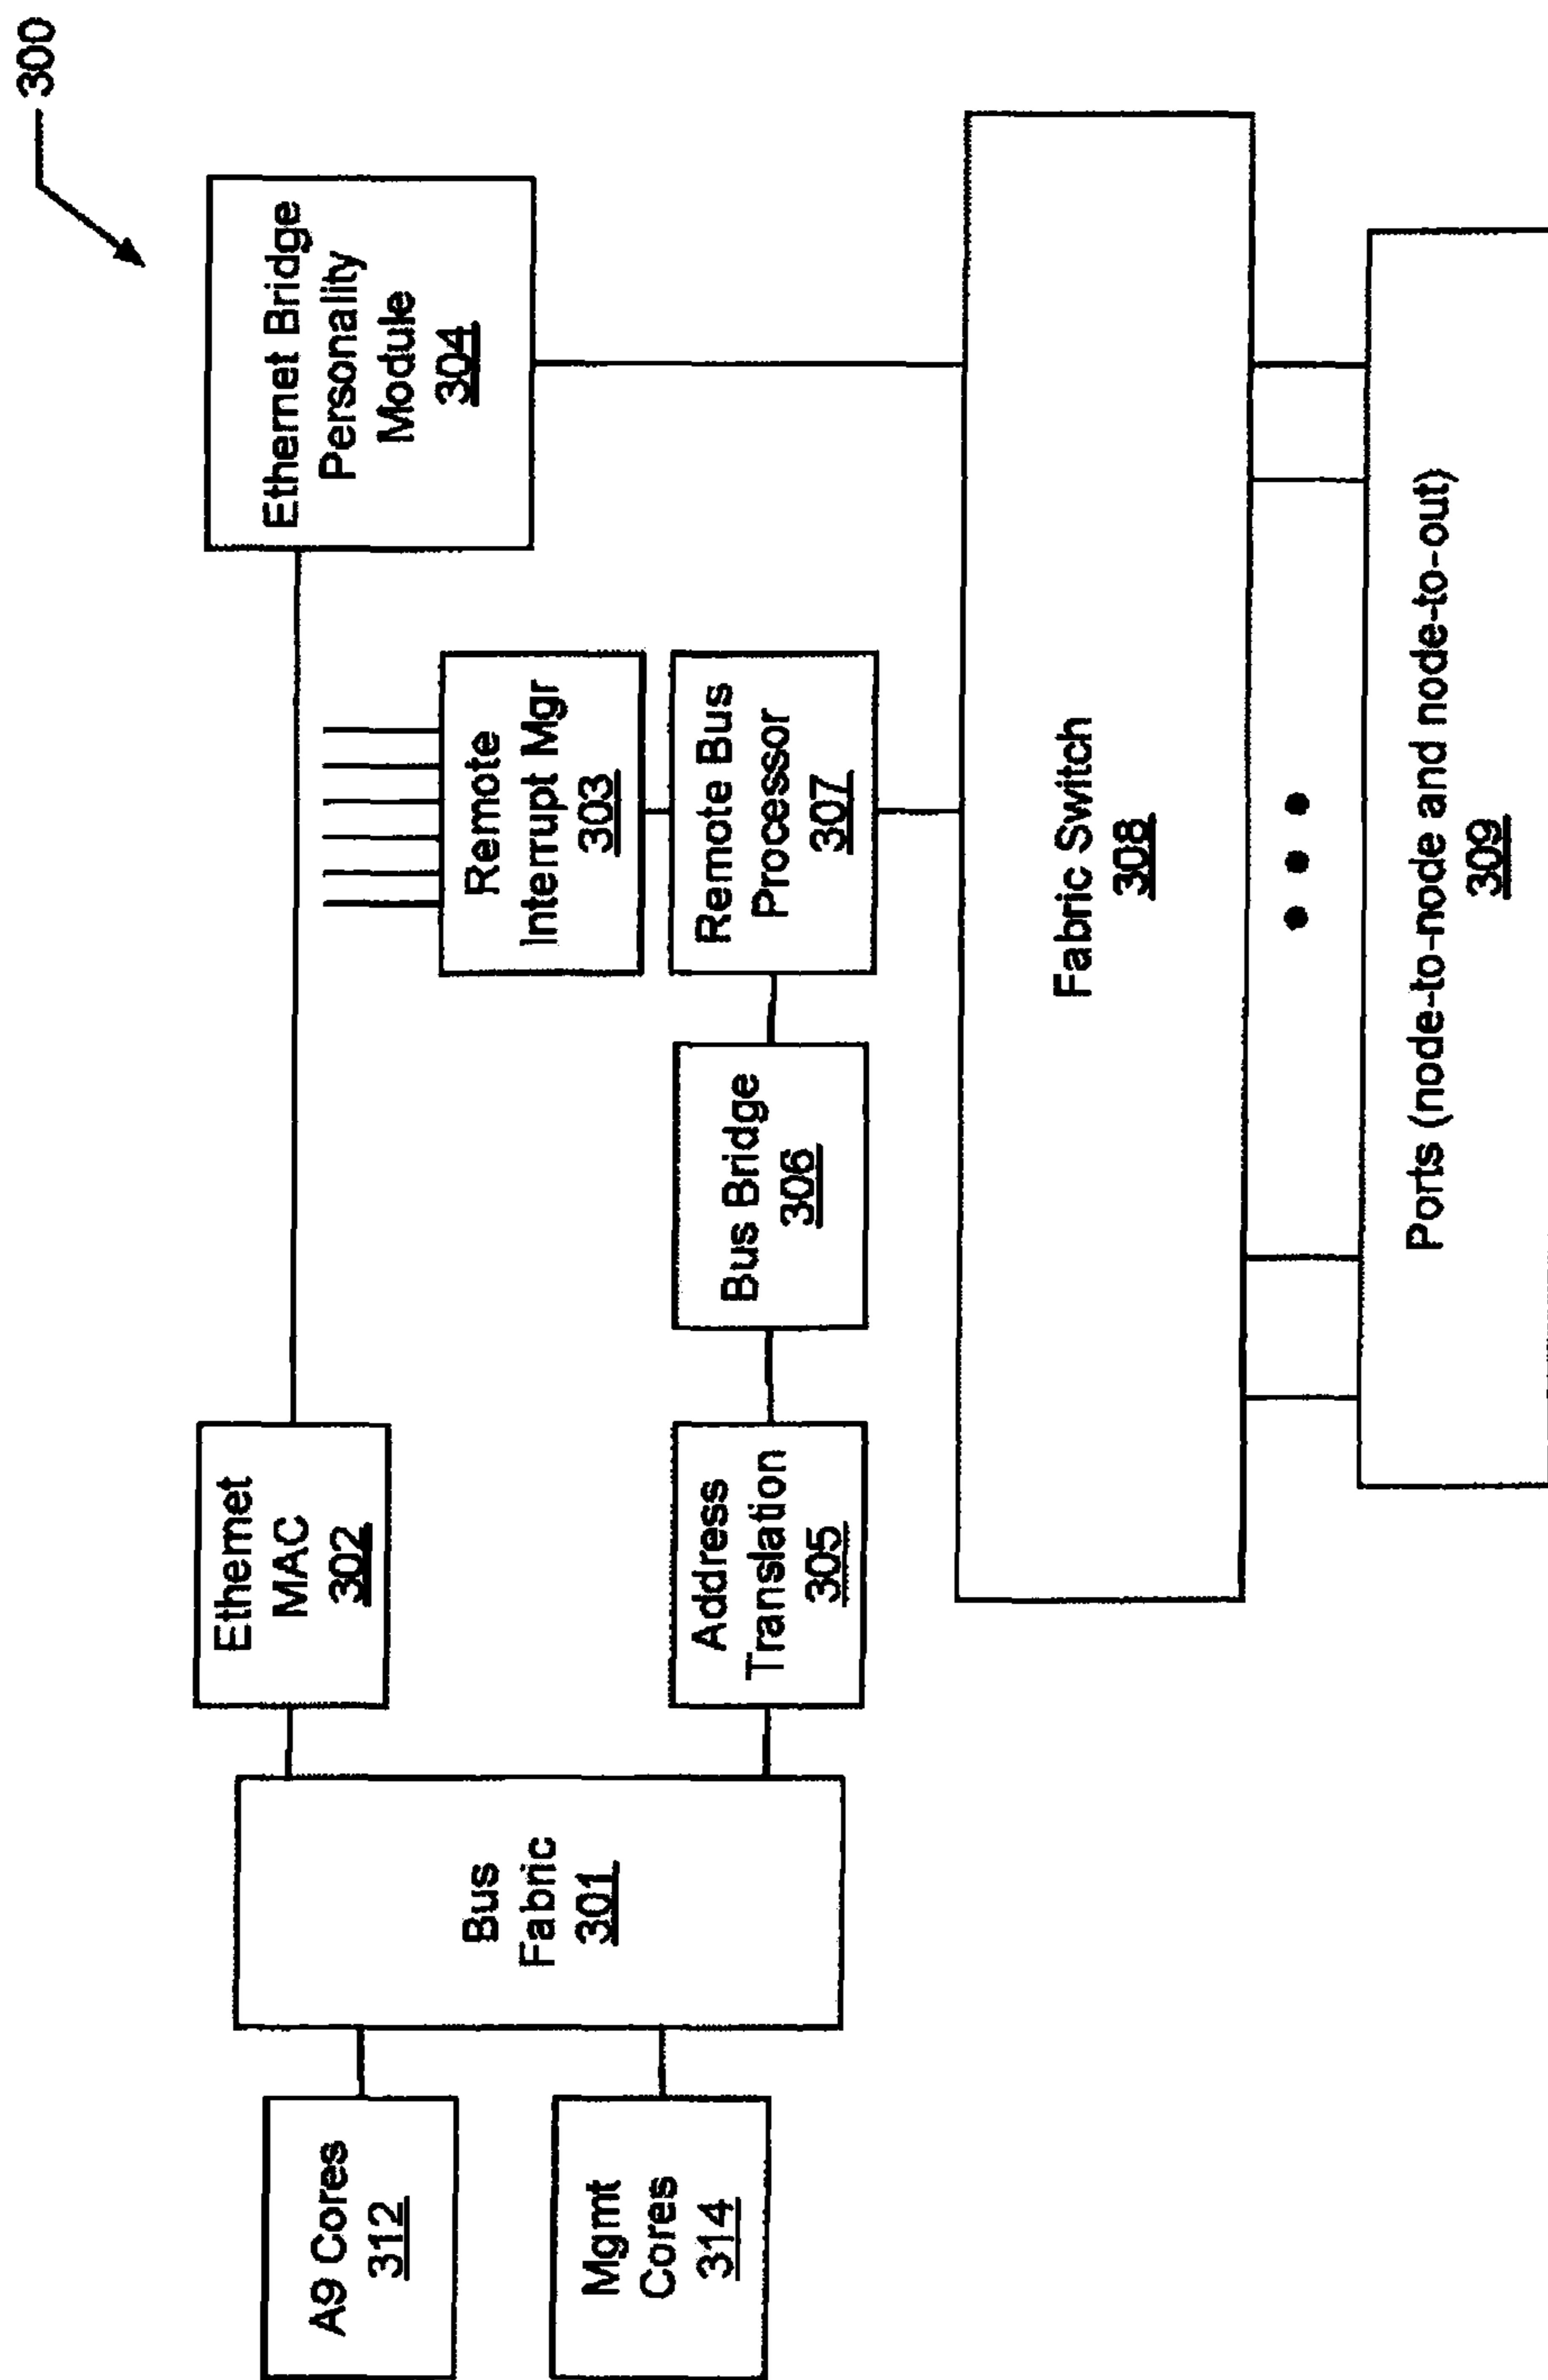 300
Ethernet
MAC
302
Ethernet Bridge
Personality
Module
304
A9 Cores
312
Bus
Fabric
301
Remote
Interrupt Mgr
303
Mgmt
Cores
314
Address
Translation
305
Bus Bridge
306
Remote Bus
Processor
307
Fabric Switch
308
Ports (node-to-node and node-to-out)
309